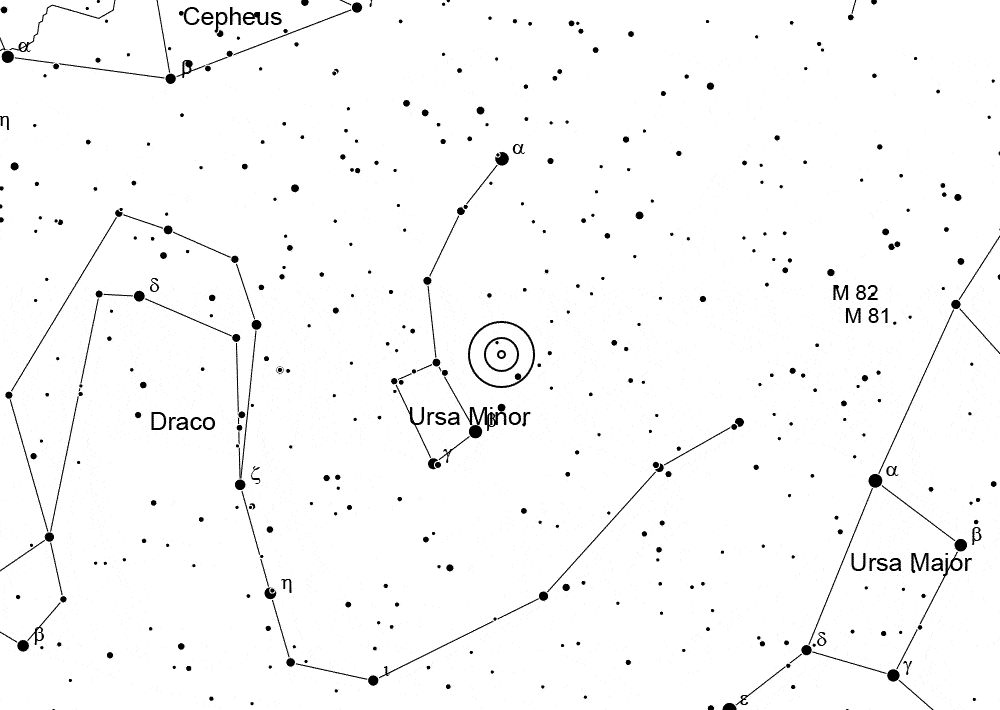 Cepheus
α
β
η
α
δ
M 82
M 81
Draco
Ursa Minor
β
γ
ζ
α
β
Ursa Major
η
β
ι
δ
γ
ε